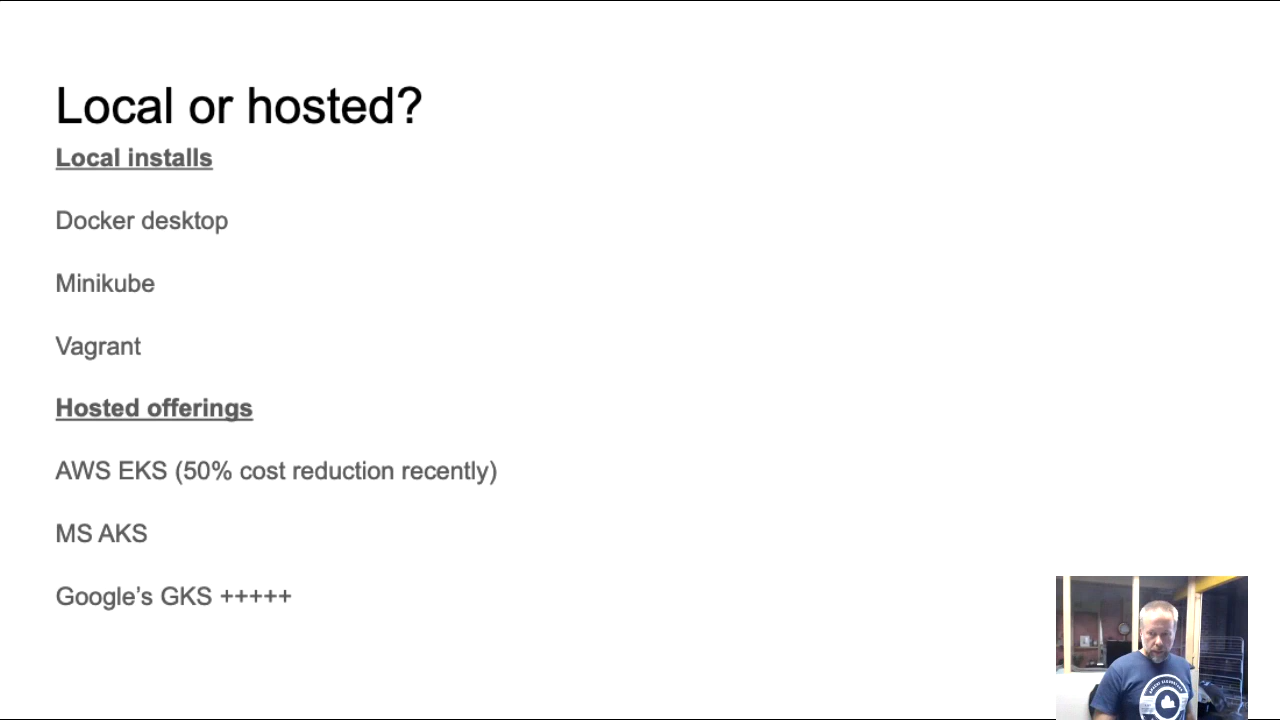 Local or hosted?
Local installs
Docker desktop
Minikube
Vagrant
Hosted offerings
AWS EKS (50% cost reduction recently)
MS AKS
Google’s GKS +++++